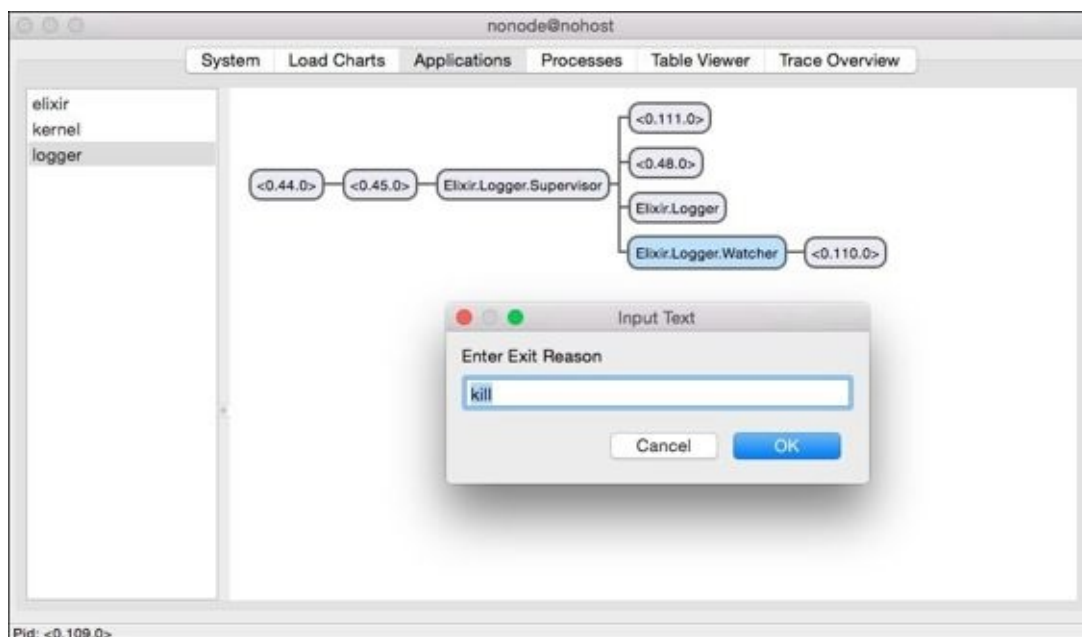 nonode@nohost
System Load Charts Applications Processes Table Viewer Trace Overview
elixir
kernel
logger
<0.111.0>
<0.48.0>
<0.44.0> <0.45.0> Elixir.Logger.Supervisor
Elixir.Logger
Elixir.Logger.Watcher <0.110.0>
Input Text
Enter Exit Reason
kill
Cancel OK
Pid: <0.109.0>